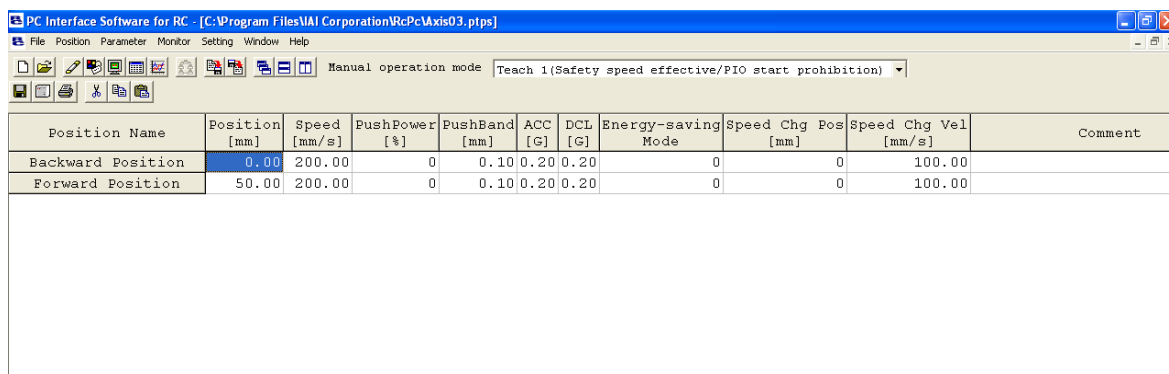 PC Interface Software for RC - [C:\Program Files\IAI Corporation\RcPc\Axis03.ptps]
File Position Parameter Monitor Setting Window Help
Manual operation mode Teach 1(Safety speed effective/PIO start prohibition)
Position Name Position [mm] Speed [mm/s] PushPower [%] PushBand [mm] ACC [G] DCL [G] Energy-saving Mode Speed Chg Pos [mm] Speed Chg Vel [mm/s] Comment
Backward Position 0.00 200.00 0 0.10 0.20 0.20 0 0 100.00
Forward Position 50.00 200.00 0 0.10 0.20 0.20 0 0 100.00